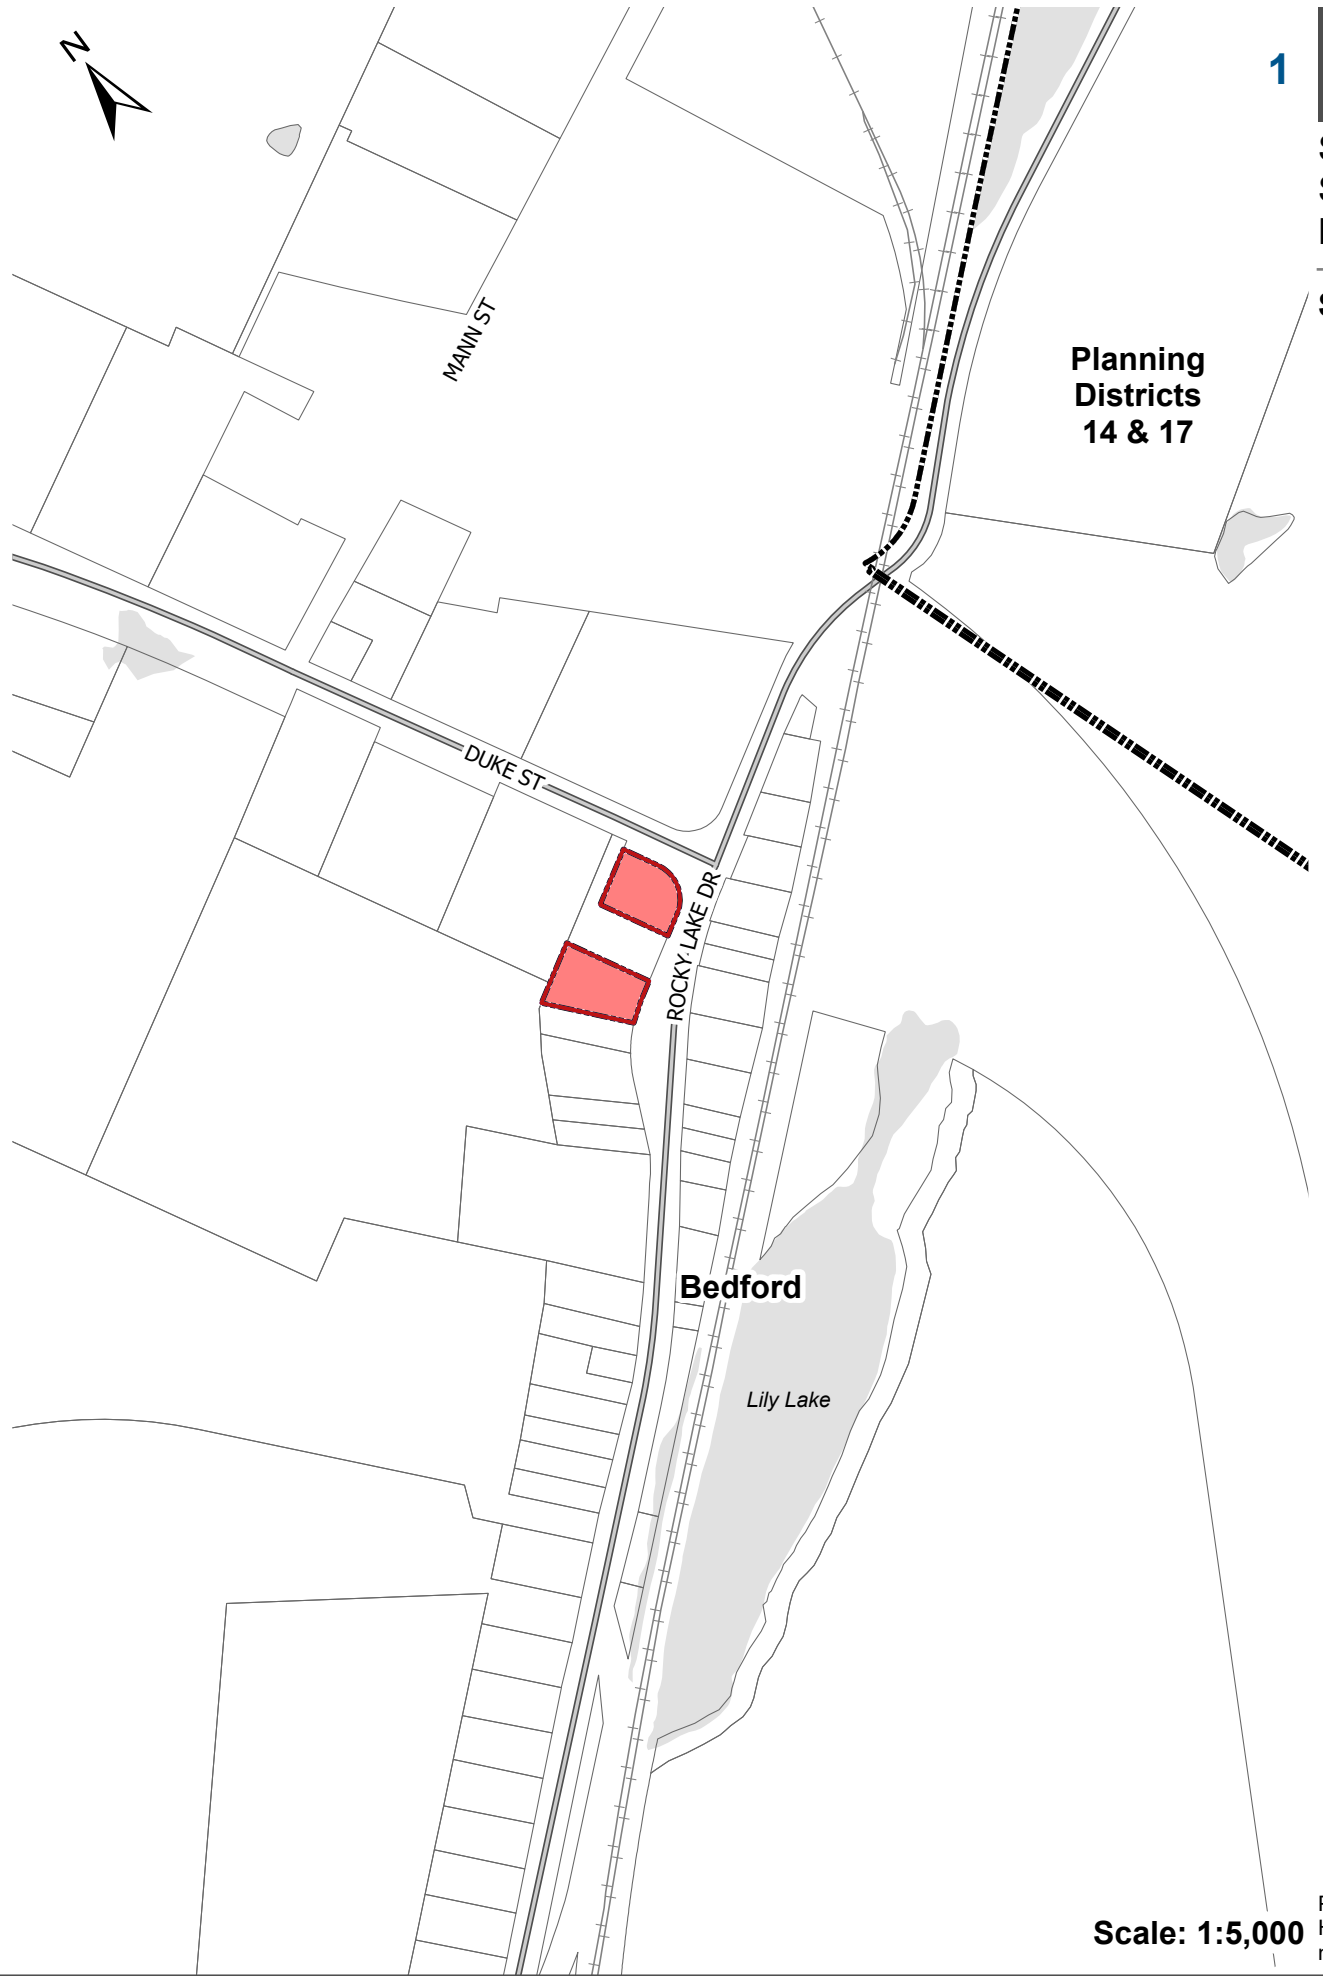 N
1
MANN ST
Planning
Districts
14 & 17
DUKE ST
ROCKY LAKE DR
Bedford
Lily Lake
Scale: 1:5,000